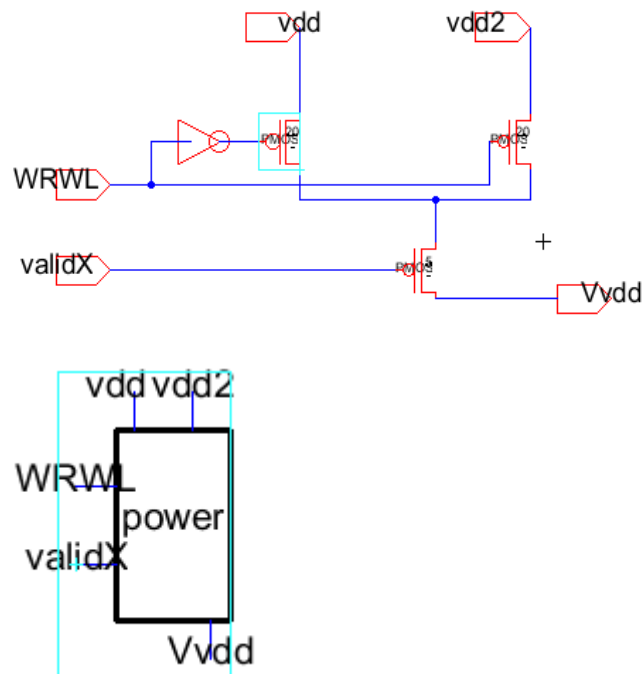 vdd vdd2
PMOS 20 PMOS 20
WRWL
validX PMOS 5
Vvdd
vdd vdd2
WRWL
power
validX
Vvdd